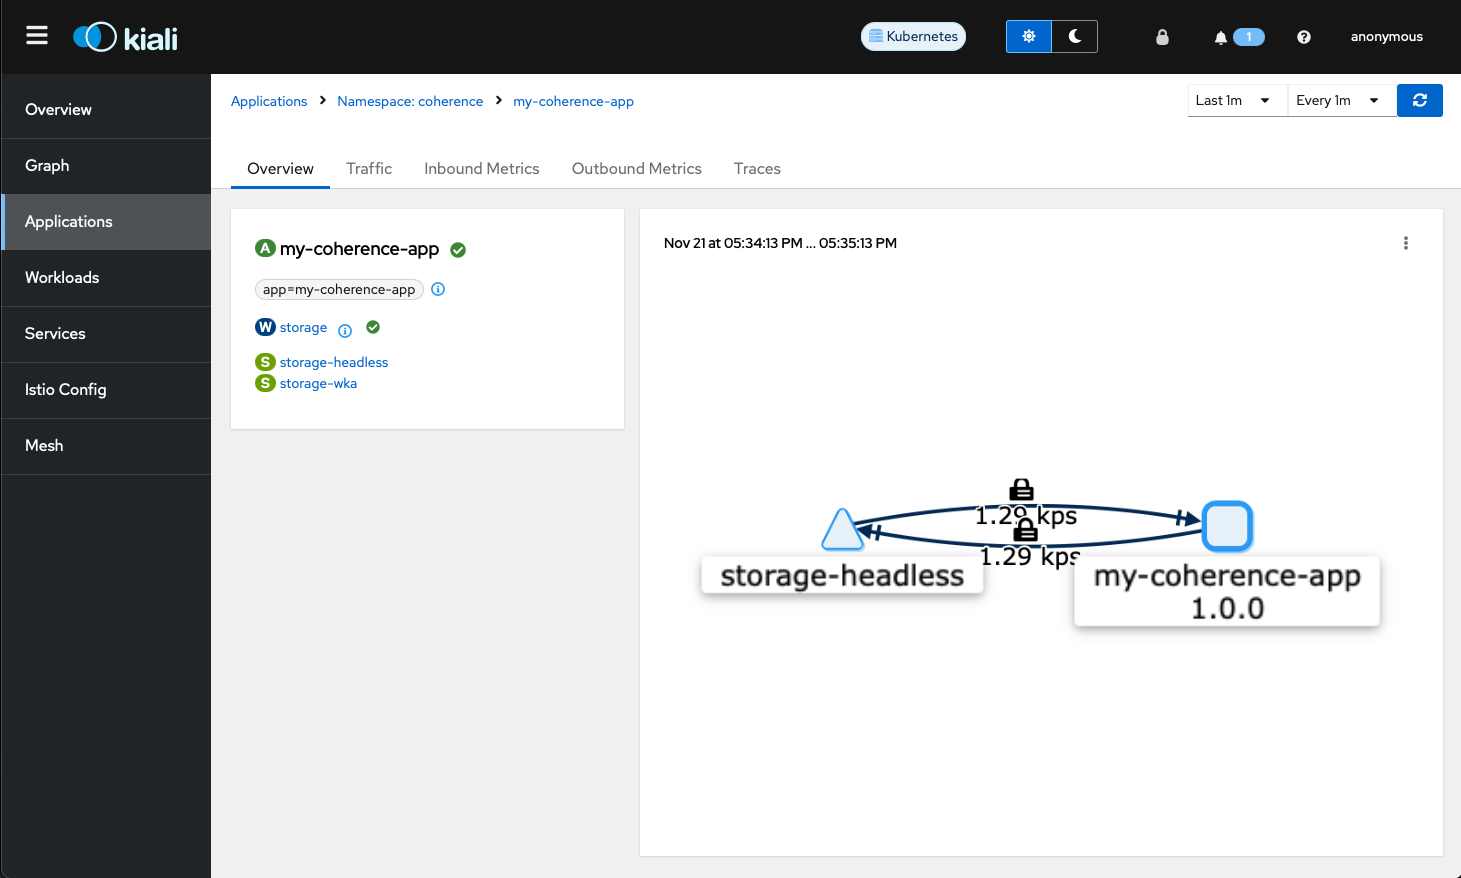 kiali
Kubernetes
1
anonymous
Overview
Graph
Applications
Workloads
Services
Istio Config
Mesh
Applications > Namespace: coherence > my-coherence-app
Last 1m
Every 1m
Overview
Traffic
Inbound Metrics
Outbound Metrics
Traces
A my-coherence-app
app=my-coherence-app
W storage
S storage-headless
S storage-wka
Nov 21 at 05:34:13 PM ... 05:35:13 PM
1.29 kps
1.29 kps
storage-headless
my-coherence-app
1.0.0